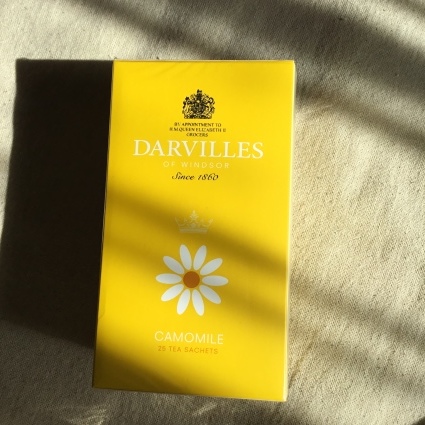 BY APPOINTMENT TO
H M QUEEN ELIZABETH II
GROCERS
DARVILLES
OF WINDSOR
Since 1860
CAMOMILE
25 TEA SACHETS